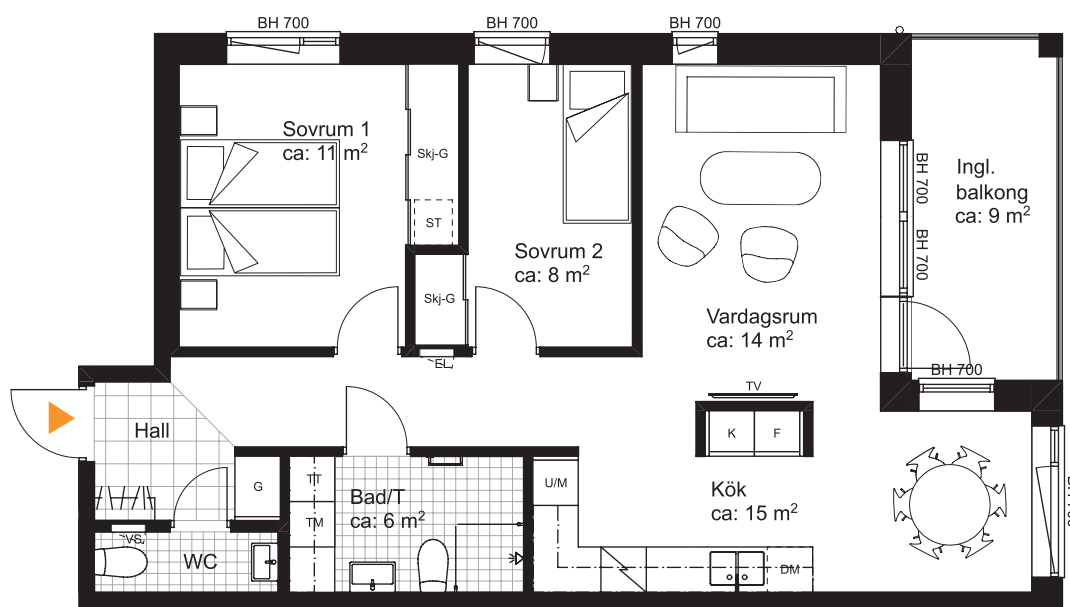 BH 700
BH 700
BH 700
Sovrum 1
ca: 11 m²
Skj-G
ST
Sovrum 2
ca: 8 m²
Skj-G
EL
BH 700
BH 700
Ingl.
balkong
ca: 9 m²
Vardagsrum
ca: 14 m²
BH 700
TV
K
F
Hall
G
TT
TM
Bad/T
ca: 6 m²
U/M
Kök
ca: 15 m²
BH 700
VS
WC
DM